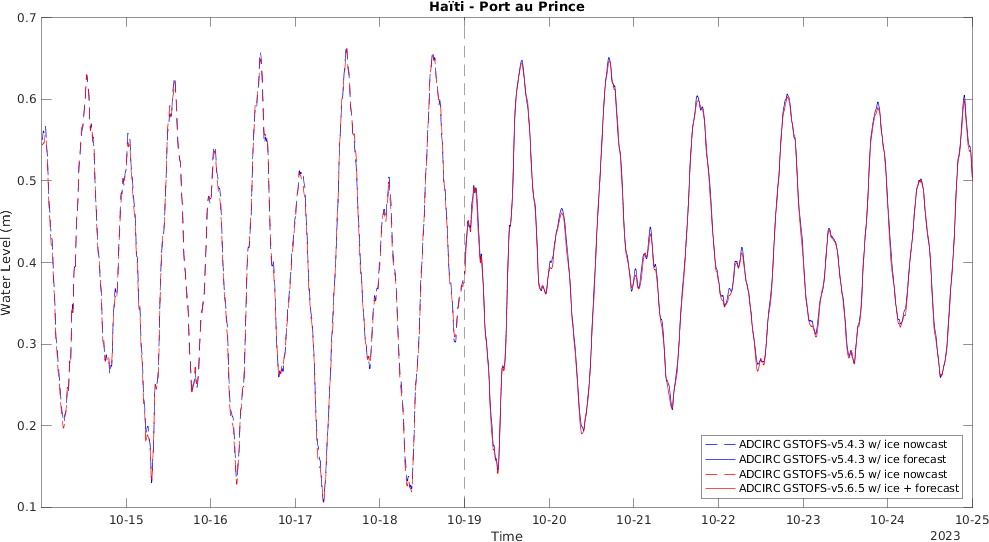 Haïti - Port au Prince
Water Level (m)
0.7
0.6
0.5
0.4
0.3
0.2
0.1
ADCIRC GSTOFS-v5.4.3 w/ ice nowcast
ADCIRC GSTOFS-v5.4.3 w/ ice forecast
ADCIRC GSTOFS-v5.6.5 w/ ice nowcast
ADCIRC GSTOFS-v5.6.5 w/ ice + forecast
10-15 10-16 10-17 10-18 10-19 10-20 10-21 10-22 10-23 10-24 10-25
Time
2023